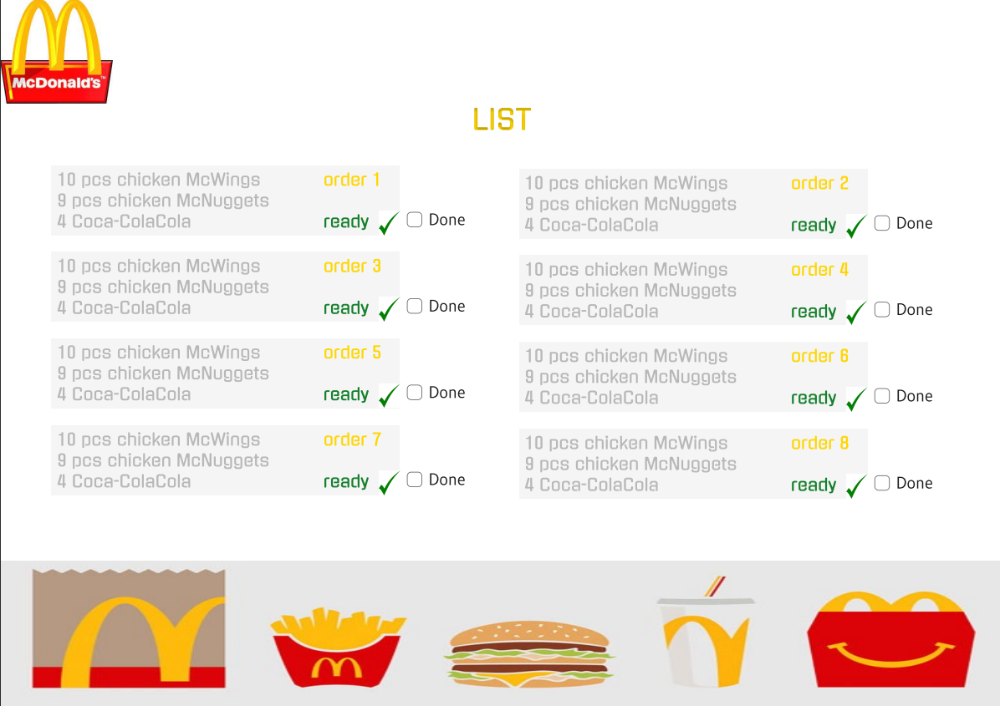 McDonald's™
LIST
10 pcs chicken McWings order 1
9 pcs chicken McNuggets
4 Coca-ColaCola ready Done
10 pcs chicken McWings order 2
9 pcs chicken McNuggets
4 Coca-ColaCola ready Done
10 pcs chicken McWings order 3
9 pcs chicken McNuggets
4 Coca-ColaCola ready Done
10 pcs chicken McWings order 4
9 pcs chicken McNuggets
4 Coca-ColaCola ready Done
10 pcs chicken McWings order 5
9 pcs chicken McNuggets
4 Coca-ColaCola ready Done
10 pcs chicken McWings order 6
9 pcs chicken McNuggets
4 Coca-ColaCola ready Done
10 pcs chicken McWings order 7
9 pcs chicken McNuggets
4 Coca-ColaCola ready Done
10 pcs chicken McWings order 8
9 pcs chicken McNuggets
4 Coca-ColaCola ready Done